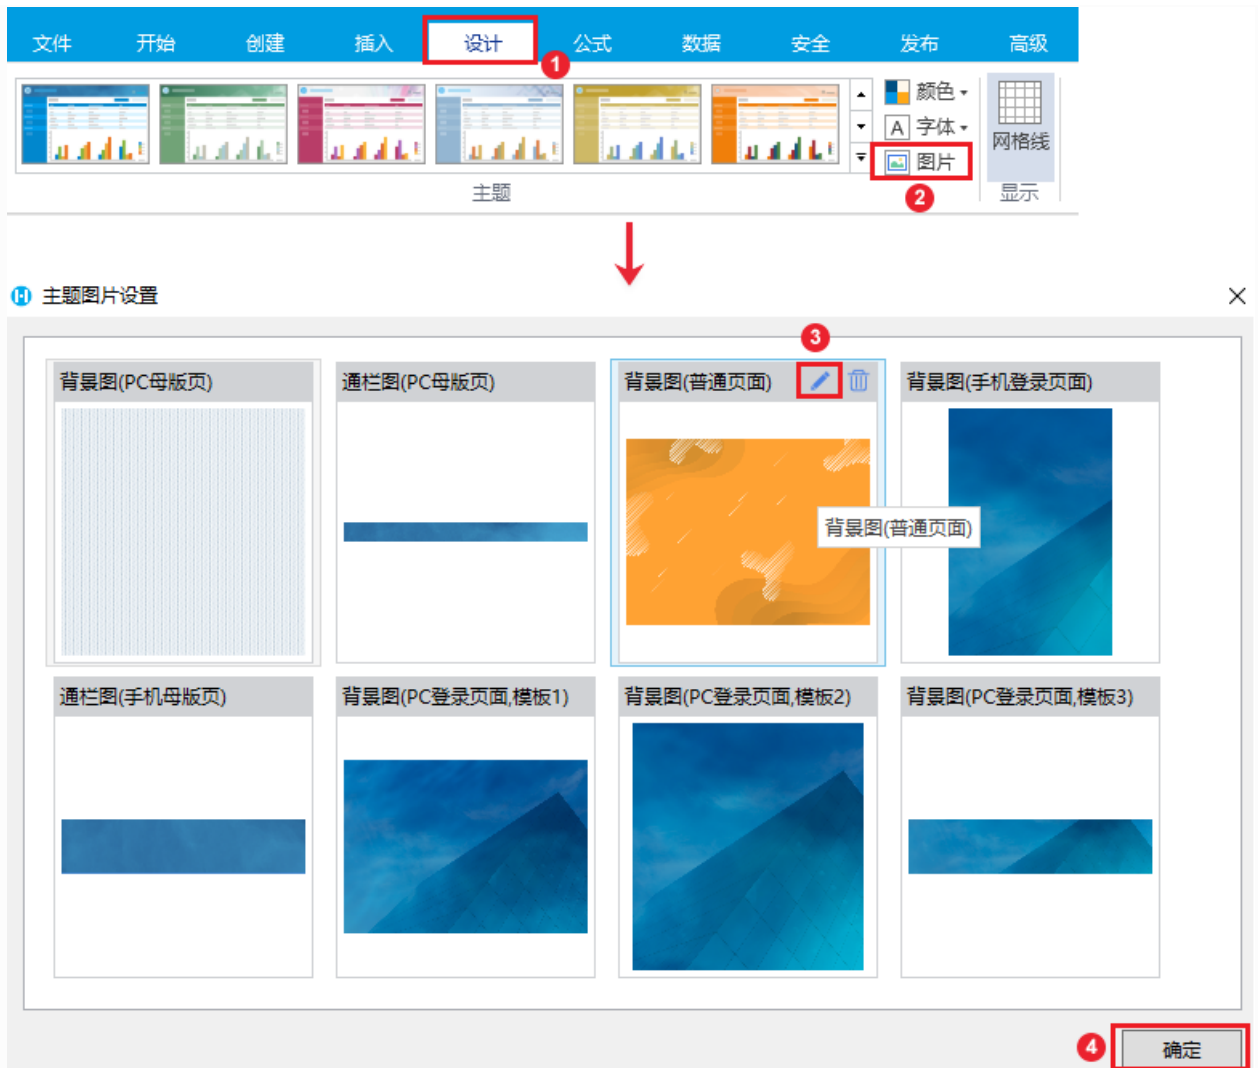 文件 开始 创建 插入 设计 公式 数据 安全 发布 高级
1
颜色
A 字体
图片
网格线
主题
2
显示
主题图片设置
3
背景图(PC母版页) 通栏图(PC母版页) 背景图(普通页面) 背景图(手机登录页面)
背景图(普通页面)
通栏图(手机母版页) 背景图(PC登录页面,模板1) 背景图(PC登录页面,模板2) 背景图(PC登录页面,模板3)
4 确定